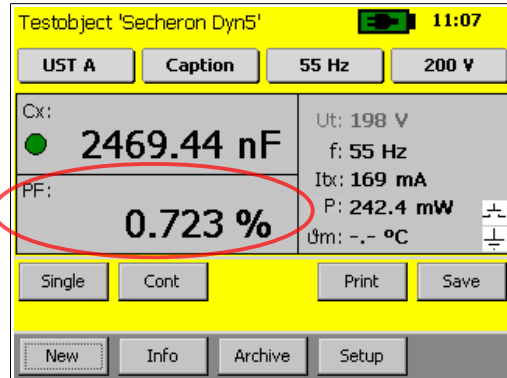 Testobject 'Secheron Dyn5' 11:07
UST A Caption 55 Hz 200 V
Cx:
2469.44 nF
PF:
0.723 %
Ut: 198 V
f: 55 Hz
Itx: 169 mA
P: 242.4 mW
ϑm: -.- ºC
Single Cont Print Save
New Info Archive Setup